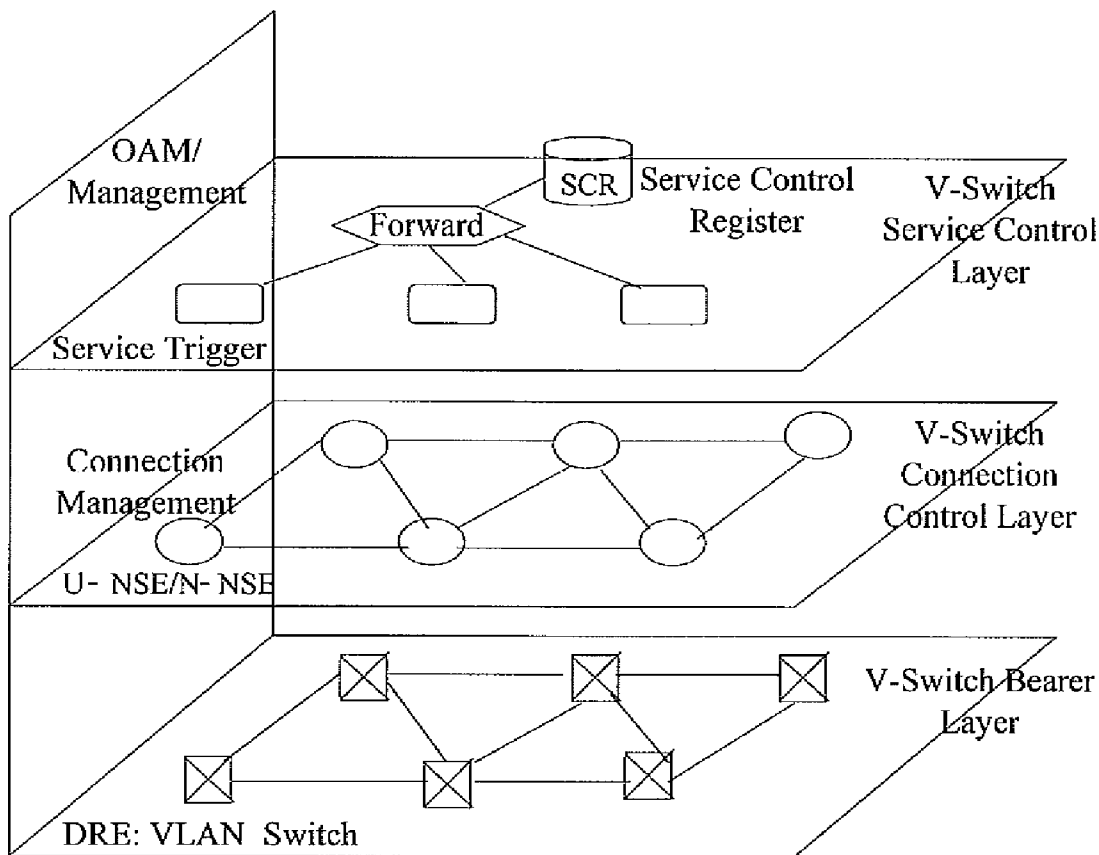 OAM/
Management
SCR
Service Control
Register
V-Switch
Service Control
Layer
Forward
Service Trigger
Connection
Management
V-Switch
Connection
Control Layer
U- NSE/N- NSE
V-Switch Bearer
Layer
DRE: VLAN Switch